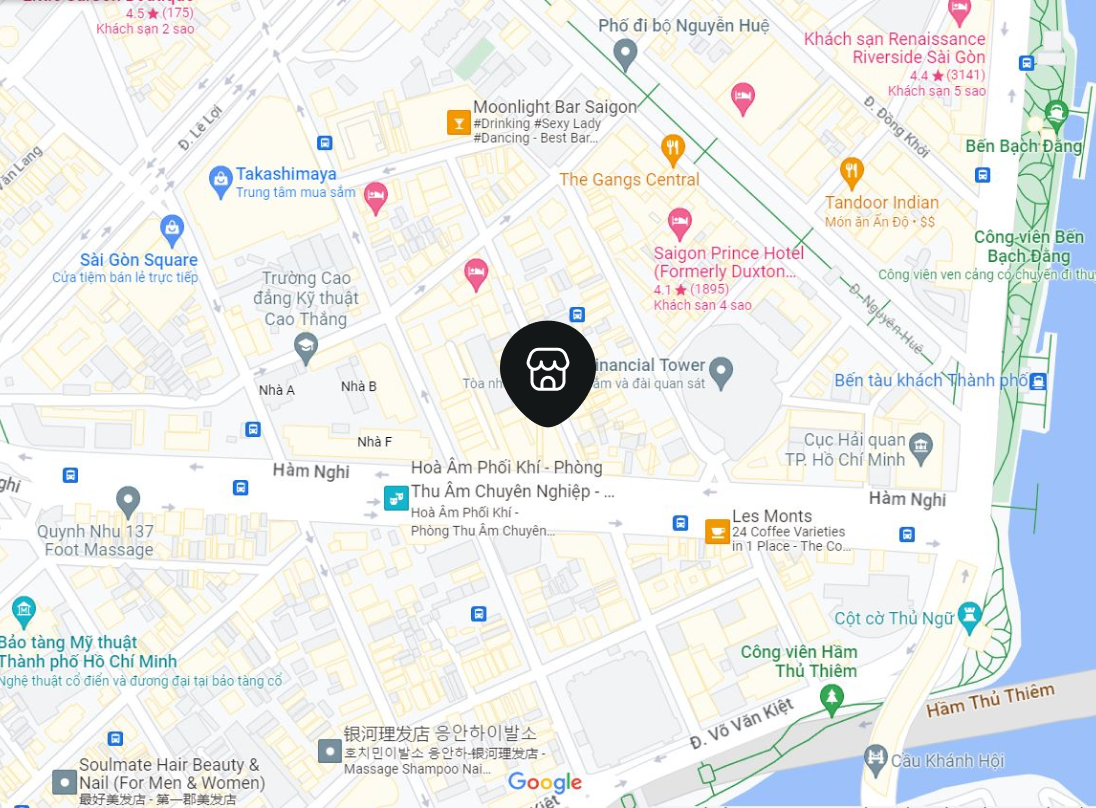 4.5 ★ (175)
Khách sạn 2 sao
Phố đi bộ Nguyễn Huệ
Khách sạn Renaissance
Riverside Sài Gòn
4.4 ★ (3141)
Khách sạn 5 sao
Đ. Lê Lợi
Moonlight Bar Saigon
#Drinking #Sexy Lady
#Dancing - Best Bar...
Đ. Đồng Khởi
Bến Bạch Đằng
Văn Lang
Takashimaya
Trung tâm mua sắm
The Gangs Central
Tandoor Indian
Món ăn Ấn Độ • $$
Sài Gòn Square
Cửa tiệm bán lẻ trực tiếp
Saigon Prince Hotel
(Formerly Duxton...
4.1 ★ (1895)
Khách sạn 4 sao
Công viên Bến
Bạch Đằng
Công viên ven cảng có chuyến đi thu
Trường Cao
đẳng Kỹ thuật
Cao Thắng
Đ. Nguyễn Huệ
inancial Tower
Tòa nh
ắm và đài quan sát
Bến tàu khách Thành phố
Nhà A
Nhà B
Nhà F
Cục Hải quan
TP. Hồ Chí Minh
Hàm Nghi
ghi
Hoà Âm Phối Khí - Phòng
Thu Âm Chuyên Nghiệp - ...
Hoà Âm Phối Khí -
Phòng Thu Âm Chuyên...
Hàm Nghi
Quynh Nhu 137
Foot Massage
Les Monts
24 Coffee Varieties
in 1 Place - The Co...
Bảo tàng Mỹ thuật
Thành phố Hồ Chí Minh
Nghệ thuật cổ điển và đương đại tại bảo tàng cổ
Cột cờ Thủ Ngữ
Công viên Hầm
Thủ Thiêm
Hầm Thủ Thiêm
Đ. Võ Văn Kiệt
银河理发店 응안하이발소
호치민이발소 응안하-银河理发店 -
Massage Shampoo Nai...
Cầu Khánh Hội
Soulmate Hair Beauty &
Nail (For Men & Women)
最好美发店 - 第一郡美发店
Google
Kiệt